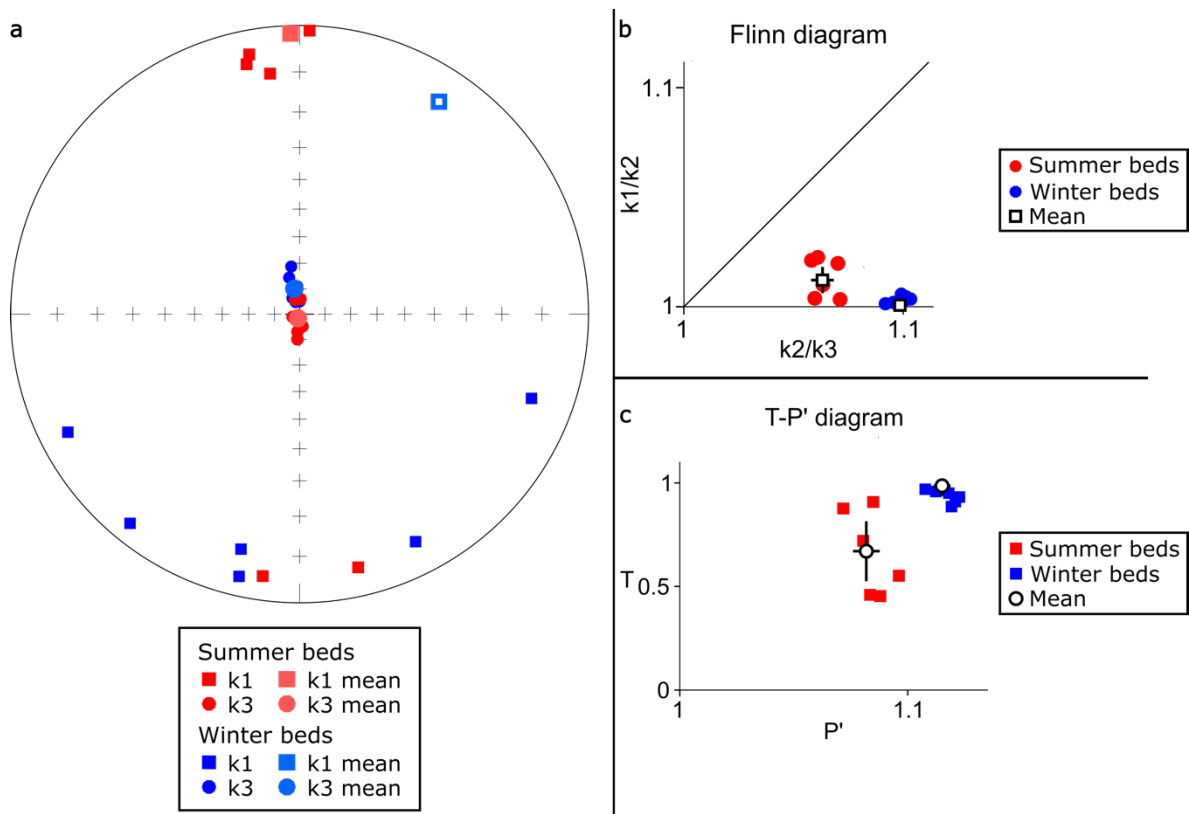 a
Summer beds
k1 k1 mean
k3 k3 mean
Winter beds
k1 k1 mean
k3 k3 mean
b
Flinn diagram
1.1
k1/k2
1
1
1.1
k2/k3
Summer beds
Winter beds
Mean
c
T-P' diagram
1
T
0.5
0
1
1.1
P'
Summer beds
Winter beds
Mean